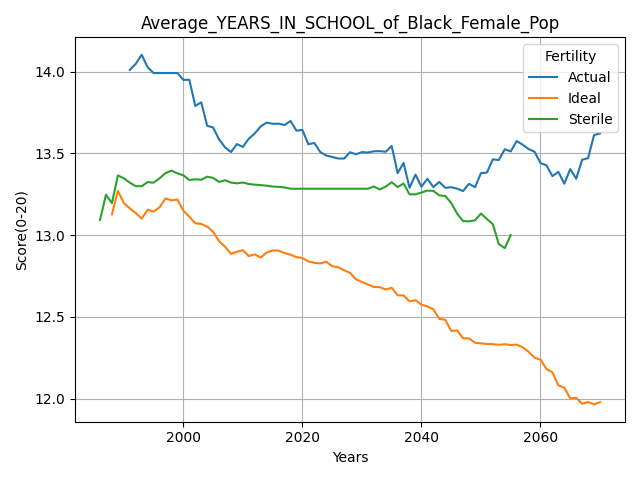 Average_YEARS_IN_SCHOOL_of_Black_Female_Pop
Fertility
Actual
Ideal
Sterile
Score(0-20)
14.0
13.5
13.0
12.5
12.0
2000 2020 2040 2060
Years